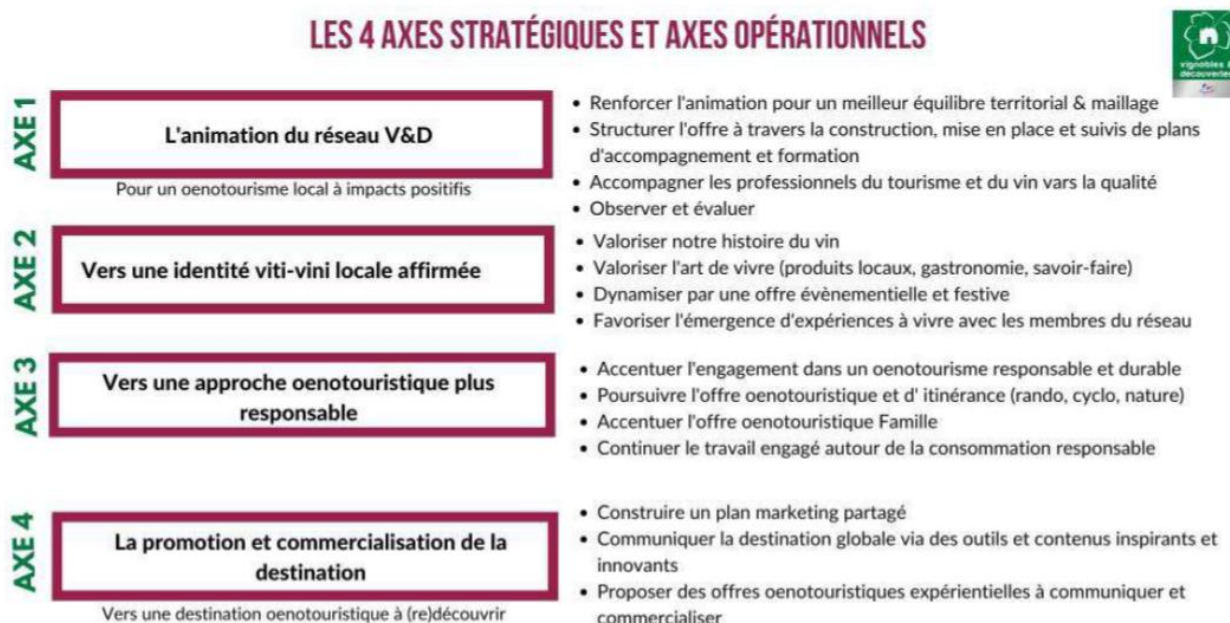 LES 4 AXES STRATÉGIQUES ET AXES OPÉRATIONNELS
vignobles &
découvertes
AXE 1
L'animation du réseau V&D
Pour un oenotourisme local à impacts positifis
• Renforcer l'animation pour un meilleur équilibre territorial & maillage
• Structurer l'offre à travers la construction, mise en place et suivis de plans
d'accompagnement et formation
• Accompagner les professionnels du tourisme et du vin vars la qualité
• Observer et évaluer
AXE 2
Vers une identité viti-vini locale affirmée
• Valoriser notre histoire du vin
• Valoriser l'art de vivre (produits locaux, gastronomie, savoir-faire)
• Dynamiser par une offre évènementielle et festive
• Favoriser l'émergence d'expériences à vivre avec les membres du réseau
AXE 3
Vers une approche oenotouristique plus
responsable
• Accentuer l'engagement dans un oenotourisme responsable et durable
• Poursuivre l'offre oenotouristique et d' itinérance (rando, cyclo, nature)
• Accentuer l'offre oenotouristique Famille
• Continuer le travail engagé autour de la consommation responsable
AXE 4
La promotion et commercialisation de la
destination
Vers une destination oenotouristique à (re)découvrir
• Construire un plan marketing partagé
• Communiquer la destination globale via des outils et contenus inspirants et
innovants
• Proposer des offres oenotouristiques expérientielles à communiquer et
commercialiser